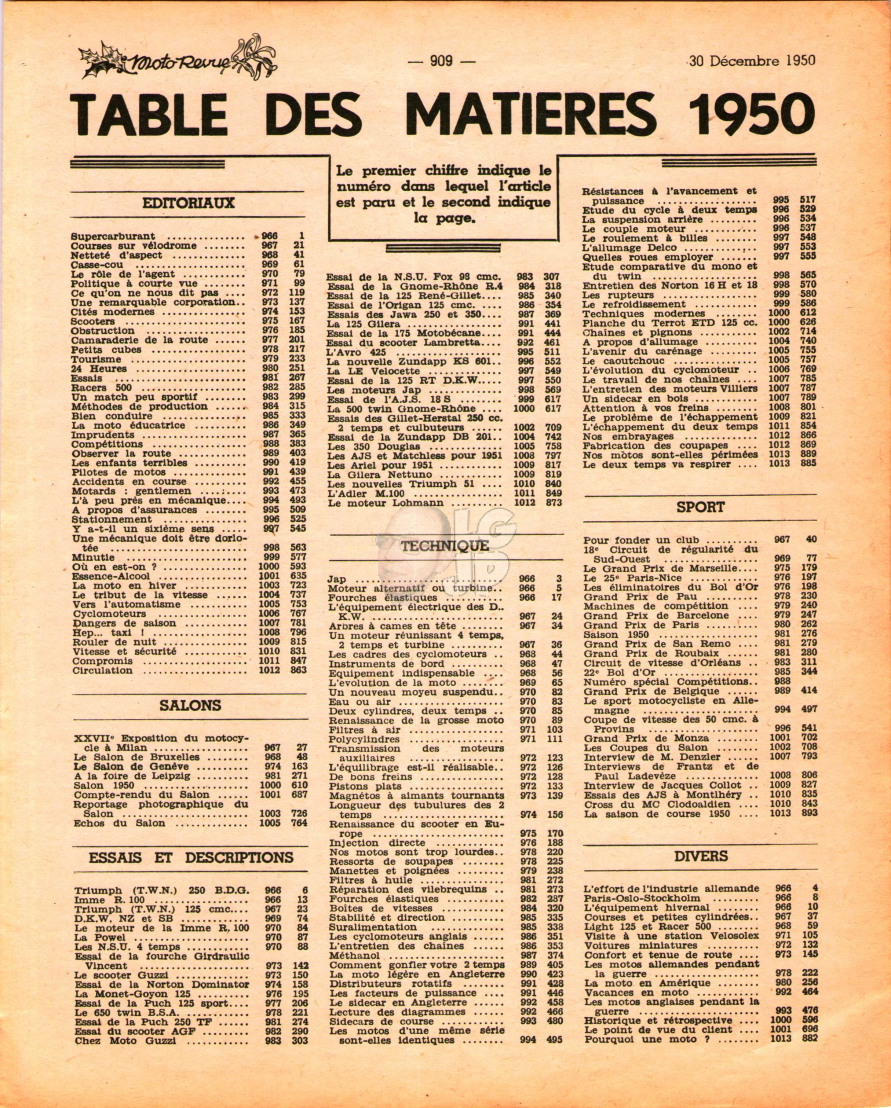 Moto Revue
— 909 —
30 Décembre 1950
TABLE DES MATIERES 1950
Le premier chiffre indique le
numéro dans lequel l'article
est paru et le second indique
la page.
EDITORIAUX
Supercarburant .............. 966 1
Courses sur vélodrome ......... 967 21
Netteté d'aspect .............. 968 41
Casse-cou .................... 969 61
Le rôle de l'agent ............ 970 79
Politique à courte vue ........ 971 99
Ce qu'on ne nous dit pas .... 972 119
Une remarquable corporation.. 973 137
Cités modernes ............... 974 153
Scooters ..................... 975 167
Obstruction .................. 976 185
Camaraderie de la route ...... 977 201
Petits cubes ................. 978 217
Tourisme ..................... 979 233
24 Heures .................... 980 251
Essais ....................... 981 267
Racers 500 ................... 982 285
Un match peu sportif ......... 983 299
Méthodes de production ....... 984 315
Bien conduire ................ 985 333
La moto éducatrice ........... 986 349
Imprudents ................... 987 365
Compétitions ................. 988 383
Observer la route ............ 989 403
Les enfants terribles ........ 990 419
Pilotes de motos ............. 991 439
Accidents en course .......... 992 455
Motards : gentlemen .......... 993 473
L'à peu prés en mécanique.... 994 493
A propos d'assurances ........ 995 509
Stationnement ................ 996 525
Y a-t-il un sixième sens ..... 997 545
Une mécanique doit être dorlo-
tée .................. 998 563
Minutie ...................... 999 577
Où en est-on ? ............... 1000 593
Essence-Alcool ............... 1001 635
La moto en hiver ............. 1003 723
Le tribut de la vitesse ...... 1004 737
Vers l'automatisme ........... 1005 753
Cyclomoteurs ................. 1006 767
Dangers de saison ............ 1007 781
Hep... taxi ! ................ 1008 796
Rouler de nuit ............... 1009 815
Vitesse et sécurité .......... 1010 831
Compromis .................... 1011 847
Circulation .................. 1012 863
SALONS
XXVIIe Exposition du motocy-
cle à Milan ............... 967 27
Le Salon de Bruxelles ........ 968 48
Le Salon de Genève ........... 974 163
A la foire de Leipzig ........ 981 271
Salon 1950 ................... 1000 610
Compte-rendu du Salon ........ 1001 687
Reportage photographique du
Salon .................... 1003 726
Echos du Salon ............... 1005 764
ESSAIS ET DESCRIPTIONS
Triumph (T.W.N.) 250 B.D.G. 966 6
Imme R. 100 .................. 966 13
Triumph (T.W.N.) 125 cmc.... 967 23
D.K.W. NZ et SB .............. 969 74
Le moteur de la Imme R. 100 970 84
La Powel ..................... 970 87
Les N.S.U. 4 temps ........... 970 88
Essai de la fourche Girdraulic
Vincent .................. 973 142
Le scooter Guzzi ............. 973 150
Essai de la Norton Dominator 974 158
La Monet-Goyon 125 ........... 976 195
Essai de la Puch 125 sport.... 977 206
Le 650 twin B.S.A. ........... 978 221
Essai de la Puch 250 TF ...... 981 274
Essai du scooter AGF ......... 982 290
Chez Moto Guzzi .............. 983 303
Essai de la N.S.U. Fox 98 cmc. 983 307
Essai de la Gnome-Rhône R.4 984 318
Essai de la 125 René-Gillet.... 985 340
Essai de l'Origan 125 cmc. .... 986 354
Essais des Jawa 250 et 350.... 987 369
La 125 Gilera ................ 991 441
Essai de la 175 Motobécane.... 991 444
Essai du scooter Lambretta.... 992 461
L'Avro 425 ................... 995 511
La nouvelle Zundapp KS 601.. 996 552
La LE Velocette .............. 997 549
Essai de la 125 RT D.K.W.... 997 550
Les moteurs Jap .............. 998 569
Essai de l'A.J.S. 18 S ....... 999 617
La 500 twin Gnome-Rhône .... 1000 617
Essais des Gillet-Herstal 250 cc.
2 temps et culbuteurs ...... 1002 709
Essai de la Zundapp DB 201.. 1004 742
Les 350 Douglas .............. 1005 758
Les AJS et Matchless pour 1951 1008 797
Les Ariel pour 1951 .......... 1009 817
La Gilera Nettuno ............ 1009 819
Les nouvelles Triumph 51 .... 1010 840
L'Adler M.100 ................ 1011 849
Le moteur Lohmann ............ 1012 873
TECHNIQUE
Jap .......................... 966 3
Moteur alternatif ou turbine.. 966 5
Fourches élastiques .......... 966 17
L'équipement électrique des D..
K.W. ..................... 967 24
Arbres à cames en tête ....... 967 34
Un moteur réunissant 4 temps,
2 temps et turbine ......... 967 36
Les cadres des cyclomoteurs .. 968 44
Instruments de bord .......... 968 47
Equipement indispensable ..... 968 56
L'evolution de la moto ....... 969 65
Un nouveau moyeu suspendu.. 970 82
Eau ou air ................... 970 83
Deux cylindres, deux temps .. 970 85
Renaissance de la grosse moto 970 89
Filtres à air ................ 971 103
Polycylindres ................ 971 111
Transmission des moteurs
auxiliaires .............. 972 123
L'équilibrage est-il réalisable.. 972 126
De bons freins ............... 972 128
Pistons plats ................ 972 133
Magnétos à aimants tournants 973 139
Longueur des tubulures des 2
temps .................... 974 156
Renaissance du scooter en Eu-
rope ..................... 975 170
Injection directe ............ 976 188
Nos motos sont trop lourdes.. 978 220
Ressorts de soupapes ......... 978 225
Manettes et poignées ......... 979 238
Filtres à huile .............. 981 272
Réparation des vilebrequins .. 981 273
Fourches élastiques .......... 982 287
Boîtes de vitesses ........... 984 320
Stabilité et direction ....... 985 335
Suralimentation .............. 985 338
Les cyclomoteurs anglais ..... 986 351
L'entretien des chaînes ...... 986 353
Méthanol ..................... 987 374
Comment gonfler votre 2 temps 989 405
La moto légère en Angleterre 990 423
Distributeurs rotatifs ....... 991 428
Les facteurs de puissance .... 991 446
Le sidecar en Angleterre ..... 992 458
Lecture des diagrammes ....... 992 466
Sidecars de course ........... 993 480
Les motos d'une même série
sont-elles identiques ...... 994 495
Résistances à l'avancement et
puissance ................ 995 517
Etude du cycle à deux temps 996 529
La suspension arrière ........ 996 534
Le couple moteur ............. 996 537
Le roulement à billes ........ 997 548
L'allumage Delco ............. 997 553
Quelles roues employer ....... 997 555
Etude comparative du mono et
du twin .................. 998 565
Entretien des Norton 16 H et 18 998 570
Les rupteurs ................. 999 580
Le refroidissement ........... 999 586
Techniques modernes .......... 1000 612
Planche du Terrot ETD 125 cc. 1000 626
Chaînes et pignons ........... 1002 714
A propos d'allumage .......... 1004 740
L'avenir du carénage ......... 1005 755
Le caoutchouc ................ 1005 757
L'évolution du cyclomoteur .. 1006 769
Le travail de nos chaînes .... 1007 785
L'entretien des moteurs Villiers 1007 787
Un sidecar en bois ........... 1007 789
Attention à vos freins ....... 1008 801
Le problème de l'échappement 1009 821
L'échappement du deux temps 1011 854
Nos embrayages ............... 1012 866
Fabrication des coupapes .... 1012 869
Nos motos sont-elles périmées 1013 889
Le deux temps va respirer .... 1013 885
SPORT
Pour fonder un club .......... 967 40
18e Circuit de régularité du
Sud-Ouest ................ 969 77
Le Grand Prix de Marseille.... 975 179
Le 25e Paris-Nice ............ 976 197
Les éliminatoires du Bol d'Or 976 198
Grand Prix de Pau ............ 978 230
Machines de compétition ...... 979 240
Grand Prix de Barcelone ...... 979 247
Grand Prix de Paris .......... 980 262
Saison 1950 .................. 981 276
Grand Prix de San Remo ....... 981 279
Grand Prix de Roubaix ........ 981 280
Circuit de vitesse d'Orléans .. 983 311
22e Bol d'Or ................. 985 344
Numéro spécial Compétitions.. 988
Grand Prix de Belgique ....... 989 414
Le sport motocycliste en Alle-
magne .................... 994 497
Coupe de vitesse des 50 cmc. à
Provins .................. 996 541
Grand Prix de Monza .......... 1001 702
Les Coupes du Salon .......... 1002 708
Interview de M. Denzier ...... 1007 793
Interviews de Frantz et de
Paul Ladevèze ............ 1008 806
Interview de Jacques Collot .. 1009 827
Essais des AJS à Montlhéry .. 1010 835
Cross du MC Clodoaldien ...... 1010 843
La saison de course 1950 ..... 1013 893
DIVERS
L'effort de l'industrie allemande 966 4
Paris-Oslo-Stockholm ......... 966 8
L'équipement hivernal ........ 966 10
Courses et petites cylindrées.. 967 37
Light 125 et Racer 500 ....... 968 59
Visite à une station Velosolex 971 105
Voitures miniatures .......... 972 132
Confort et tenue de route .... 973 145
Les motos allemandes pendant
la guerre ................ 978 222
La moto en Amérique .......... 980 256
Vacances en moto ............. 992 464
Les motos anglaises pendant la
guerre ................... 993 476
Historique et rétrospective .... 1000 596
Le point de vue du client .... 1001 696
Pourquoi une moto ? .......... 1013 882